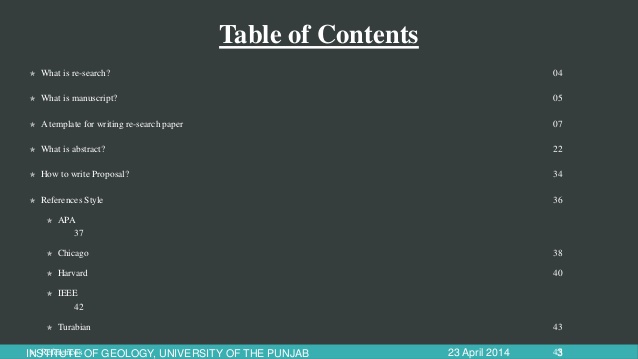 Table of Contents
What is re-search? 04
What is manuscript? 05
A template for writing re-search paper 07
What is abstract? 22
How to write Proposal? 34
References Style 36
APA
37
Chicago 38
Harvard 40
IEEE
42
Turabian 43
INSTITUTE OF GEOLOGY, UNIVERSITY OF THE PUNJAB 23 April 2014 3